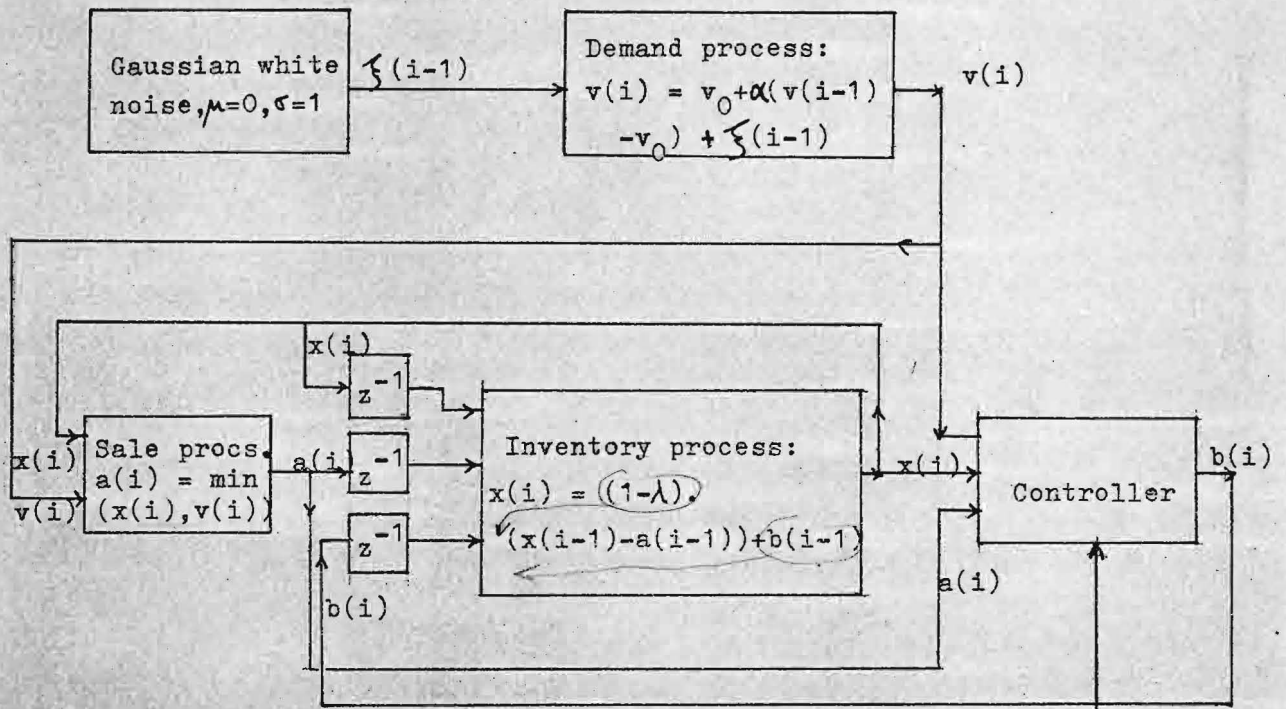 Gaussian white
noise,μ=0,σ=1
ξ(i-1)
Demand process:
v(i) = v₀+α(v(i-1)
-v₀) + ξ(i-1)
v(i)
x(i)
z⁻¹
Sale procs.
a(i) = min
(x(i),v(i))
x(i)
v(i)
a(i)
z⁻¹
z⁻¹
b(i)
Inventory process:
x(i) = (1-λ).
(x(i-1)-a(i-1))+b(i-1)
x(i)
a(i)
Controller
b(i)